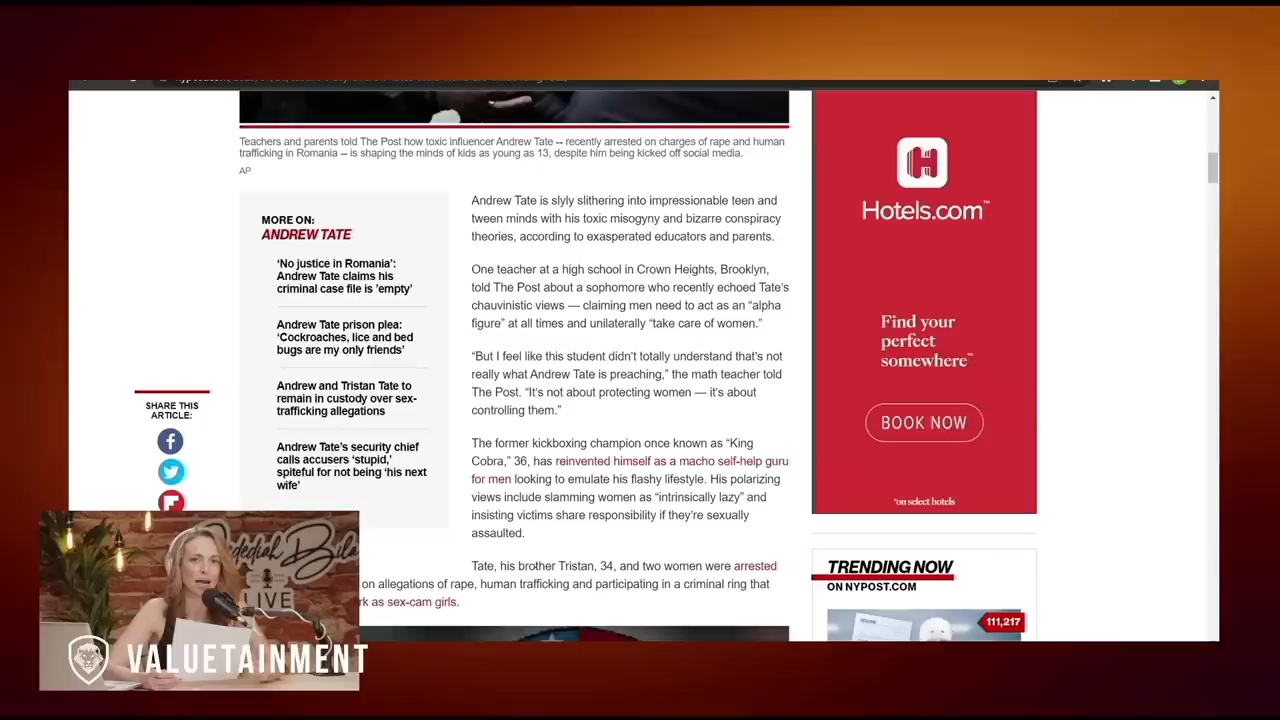 Teachers and parents told The Post how toxic influencer Andrew Tate -- recently arrested on charges of rape and human
trafficking in Romania -- is shaping the minds of kids as young as 13, despite him being kicked off social media.
AP
MORE ON:
ANDREW TATE
‘No justice in Romania’:
Andrew Tate claims his
criminal case file is ’empty’
Andrew Tate prison plea:
‘Cockroaches, lice and bed
bugs are my only friends’
Andrew and Tristan Tate to
remain in custody over sex-
trafficking allegations
Andrew Tate’s security chief
calls accusers ‘stupid,’
spiteful for not being ‘his next
wife’
SHARE THIS
ARTICLE:
Andrew Tate is slyly slithering into impressionable teen and
tween minds with his toxic misogyny and bizarre conspiracy
theories, according to exasperated educators and parents.
One teacher at a high school in Crown Heights, Brooklyn,
told The Post about a sophomore who recently echoed Tate’s
chauvinistic views — claiming men need to act as an “alpha
figure” at all times and unilaterally “take care of women.”
“But I feel like this student didn’t totally understand that’s not
really what Andrew Tate is preaching,” the math teacher told
The Post. “It’s not about protecting women — it’s about
controlling them.”
The former kickboxing champion once known as “King
Cobra,” 36, has reinvented himself as a macho self-help guru
for men looking to emulate his flashy lifestyle. His polarizing
views include slamming women as “intrinsically lazy” and
insisting victims share responsibility if they’re sexually
assaulted.
Tate, his brother Tristan, 34, and two women were arrested
on allegations of rape, human trafficking and participating in a criminal ring that
as sex-cam girls.
Hotels.com™
Find your
perfect
somewhere™
BOOK NOW
*on select hotels
TRENDING NOW
ON NYPOST.COM
111,217
LIVE
VALUETAINMENT